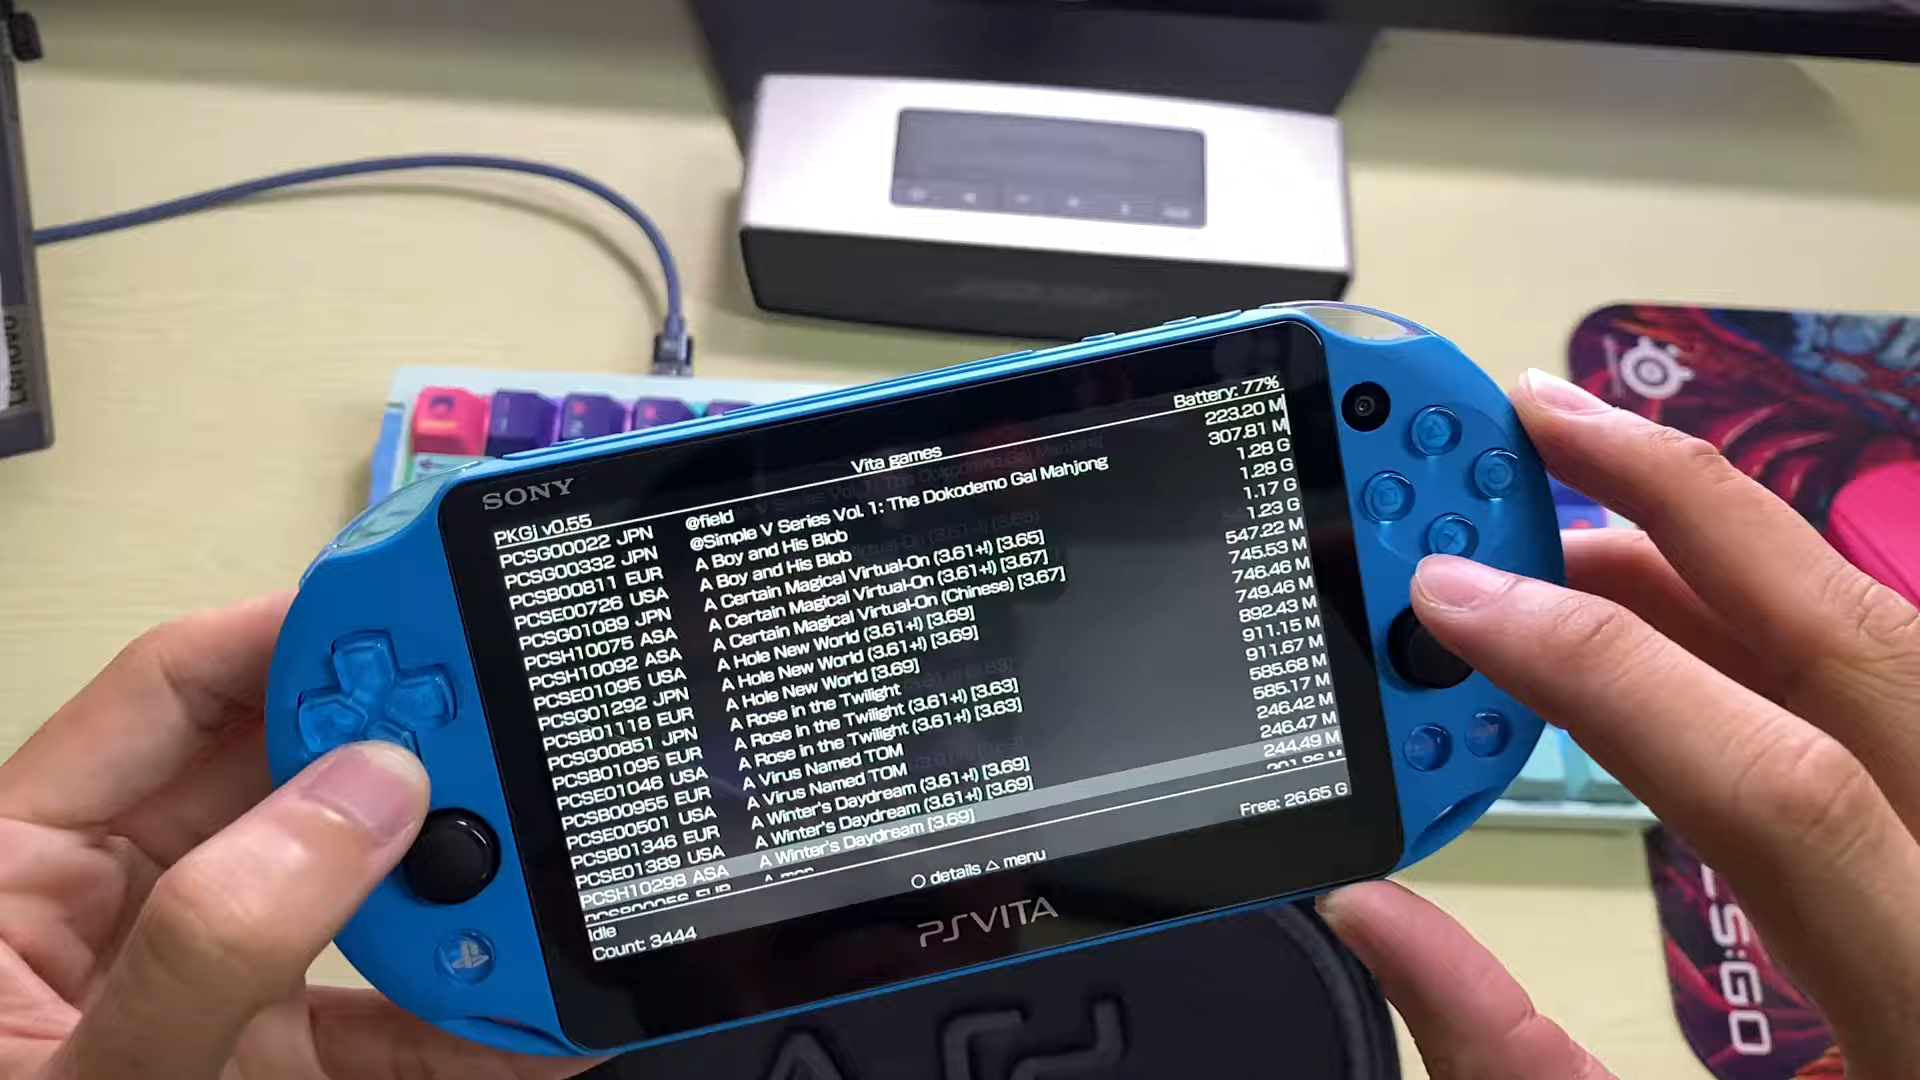 SONY
PKGj v0.55 Vita games Battery: 77%
PCSG00022 JPN @field 223.20 M
PCSG00332 JPN @Simple V Series Vol. 1: The Dokodemo Gal Mahjong 307.81 M
PCSB00811 EUR A Boy and His Blob 1.28 G
PCSE00726 USA A Boy and His Blob 1.28 G
PCSG01089 JPN A Certain Magical Virtual-On (3.61+!) [3.65] 1.17 G
PCSH10075 ASA A Certain Magical Virtual-On (3.61+!) [3.67] 1.23 G
PCSH10092 ASA A Certain Magical Virtual-On (Chinese) [3.67] 547.22 M
PCSE01095 USA A Hole New World (3.61+!) [3.69] 745.53 M
PCSG01292 JPN A Hole New World (3.61+!) [3.69] 746.46 M
PCSB01118 EUR A Hole New World [3.69] 749.46 M
PCSG00851 JPN A Rose in the Twilight 892.43 M
PCSB01095 EUR A Rose in the Twilight (3.61+!) [3.63] 911.15 M
PCSE01046 USA A Rose in the Twilight (3.61+!) [3.63] 911.67 M
PCSB00955 EUR A Virus Named TOM 585.68 M
PCSE00501 USA A Virus Named TOM 585.17 M
PCSB01346 EUR A Winter's Daydream (3.61+!) [3.69] 246.42 M
PCSE01389 USA A Winter's Daydream (3.61+!) [3.69] 246.47 M
PCSH10298 ASA A Winter's Daydream [3.69] 244.49 M
Idle Free: 26.65 G
Count: 3444 ○ details △ menu
PSVITA
Lenovo
CS:GO